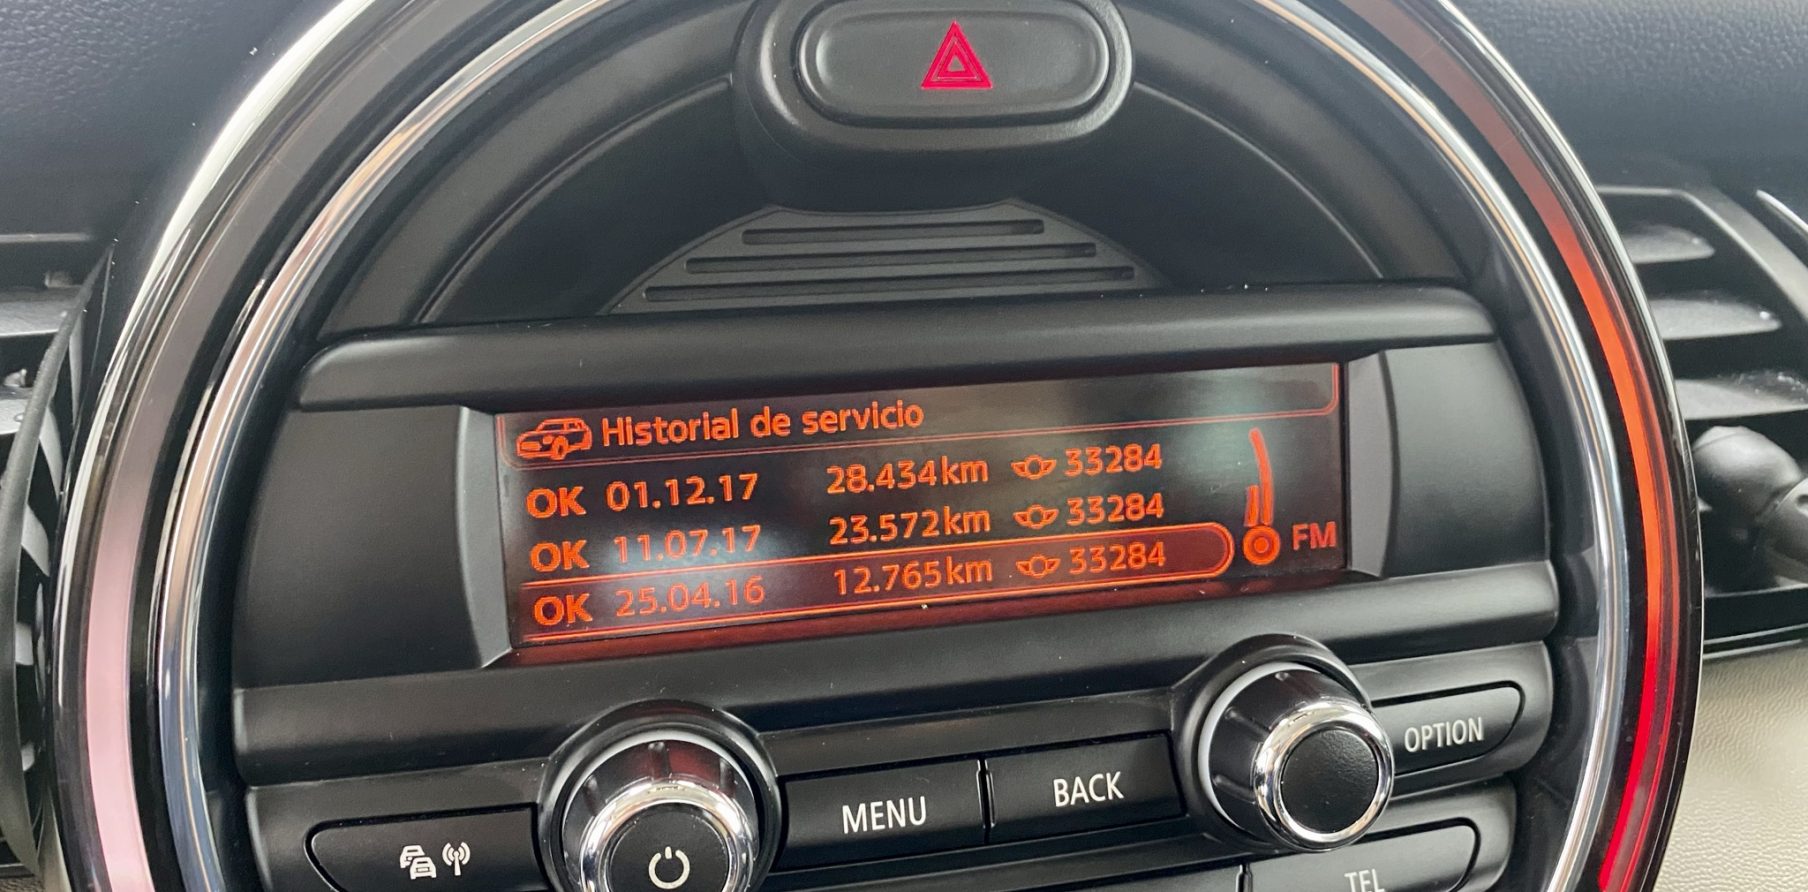 Historial de servicio
OK 01.12.17 28.434km 33284
OK 11.07.17 23.572km 33284
OK 25.04.16 12.765km 33284
FM
OPTION
MENU
BACK
TEL